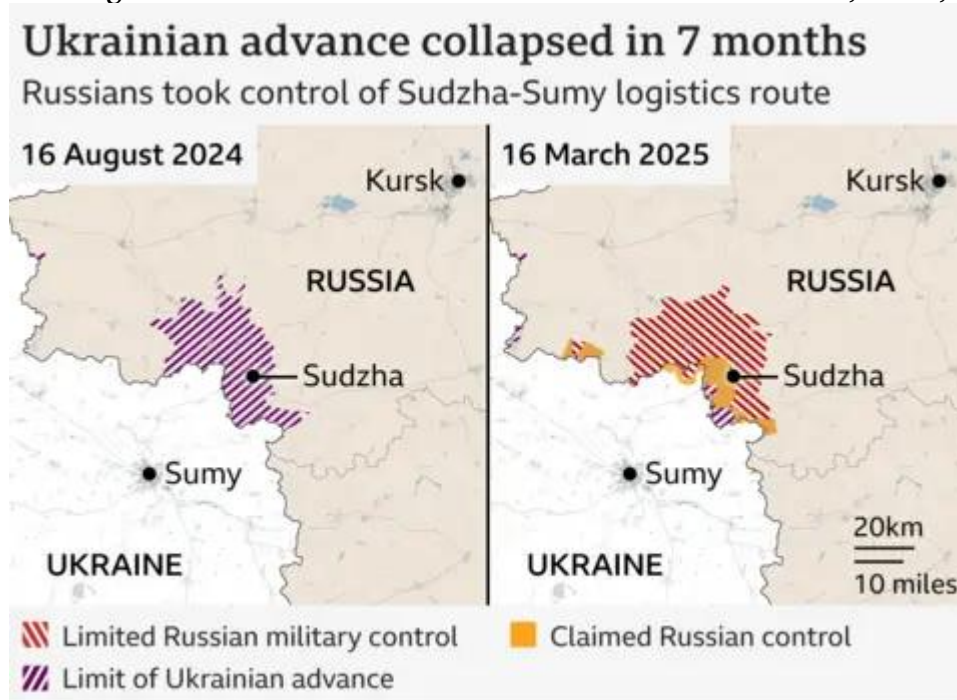 Ukrainian advance collapsed in 7 months
Russians took control of Sudzha-Sumy logistics route
16 August 2024
Kursk
RUSSIA
Sudzha
Sumy
UKRAINE
16 March 2025
Kursk
RUSSIA
Sudzha
Sumy
UKRAINE
20km
10 miles
Limited Russian military control
Claimed Russian control
Limit of Ukrainian advance